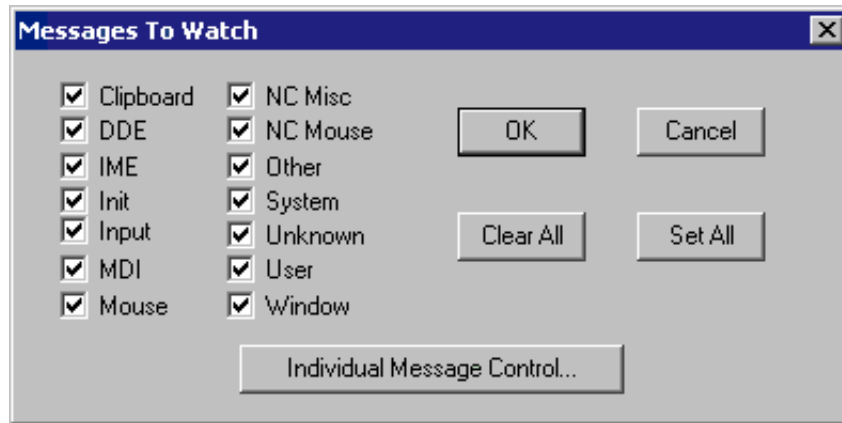 Messages To Watch
Clipboard NC Misc
DDE NC Mouse OK Cancel
IME Other
Init System
Input Unknown Clear All Set All
MDI User
Mouse Window
Individual Message Control...